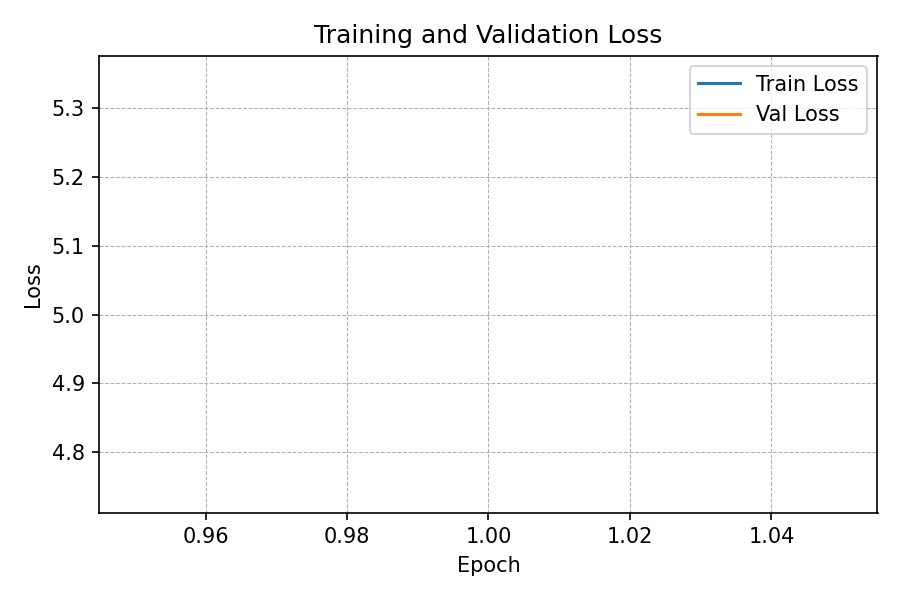 Training and Validation Loss
Train Loss
Val Loss
5.3
5.2
5.1
5.0
4.9
4.8
Loss
0.96 0.98 1.00 1.02 1.04
Epoch